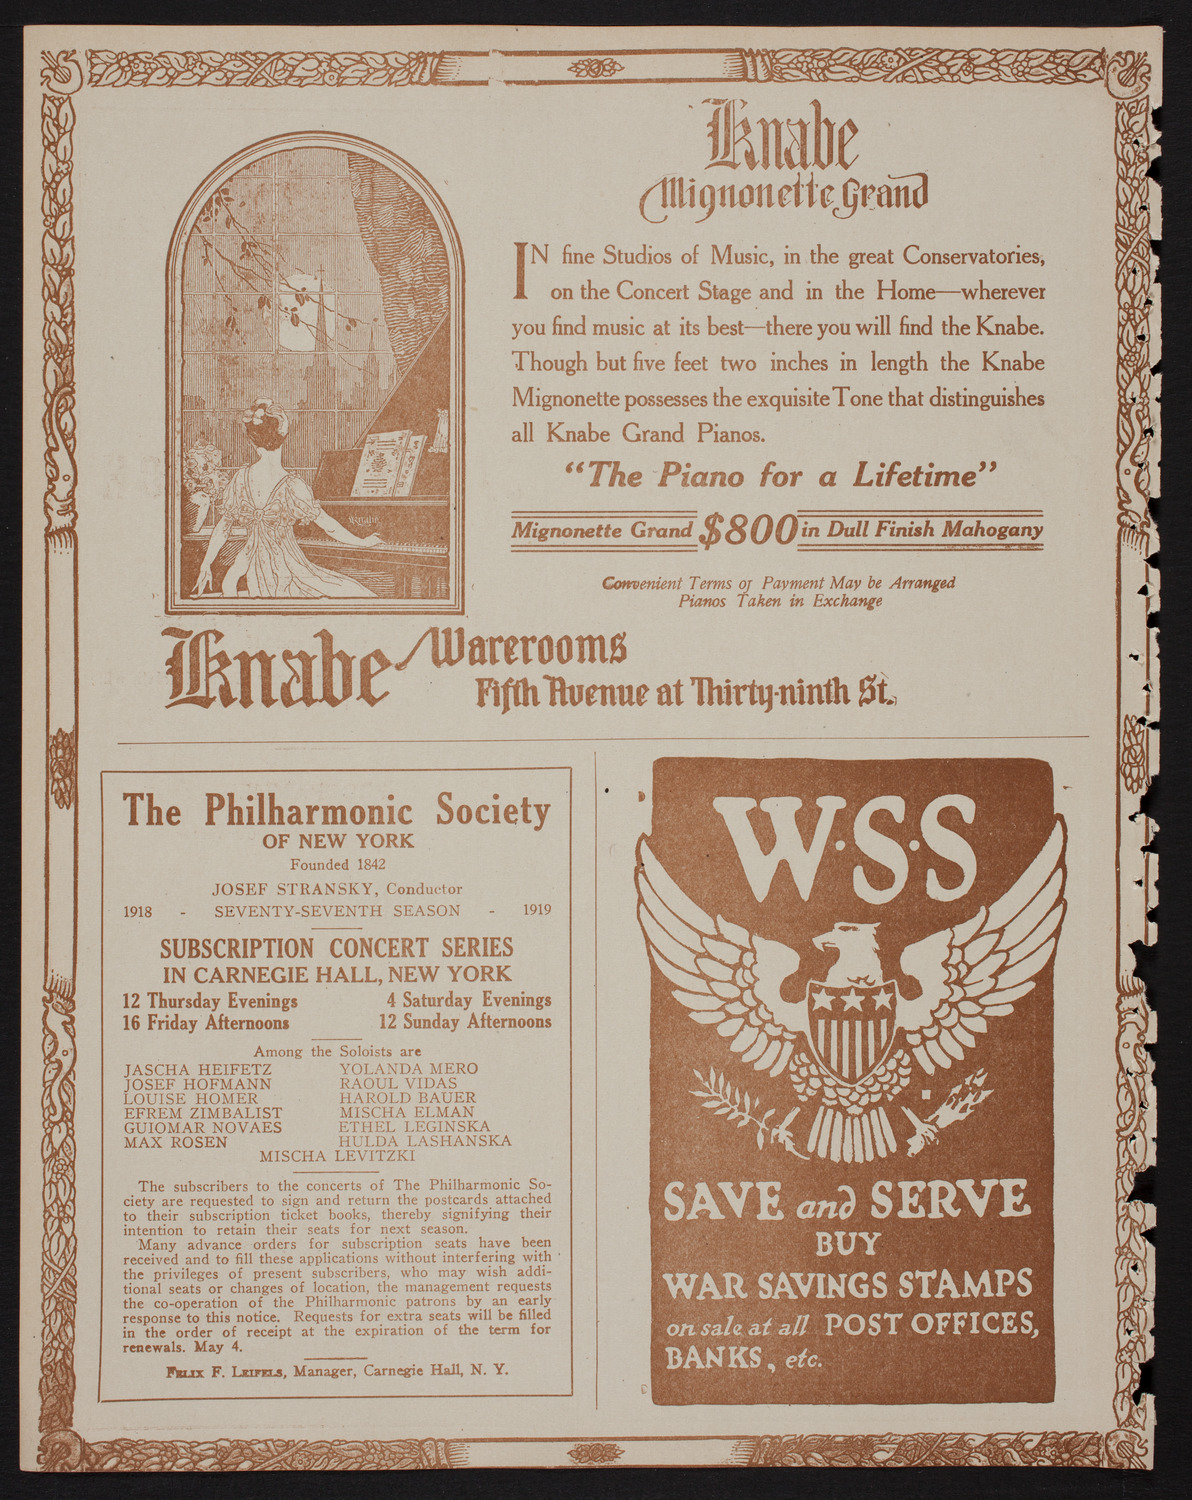 Knabe
Mignonette Grand
IN fine Studios of Music, in the great Conservatories,
on the Concert Stage and in the Home—wherever
you find music at its best—there you will find the Knabe.
Though but five feet two inches in length the Knabe
Mignonette possesses the exquisite Tone that distinguishes
all Knabe Grand Pianos.
"The Piano for a Lifetime"
Mignonette Grand $800 in Dull Finish Mahogany
Convenient Terms of Payment May be Arranged
Pianos Taken in Exchange
Knabe
Knabe Warerooms
Fifth Avenue at Thirty-ninth St.
The Philharmonic Society
OF NEW YORK
Founded 1842
JOSEF STRANSKY, Conductor
1918 - SEVENTY-SEVENTH SEASON - 1919
SUBSCRIPTION CONCERT SERIES
IN CARNEGIE HALL, NEW YORK
12 Thursday Evenings 4 Saturday Evenings
16 Friday Afternoons 12 Sunday Afternoons
Among the Soloists are
JASCHA HEIFETZ YOLANDA MERO
JOSEF HOFMANN RAOUL VIDAS
LOUISE HOMER HAROLD BAUER
EFREM ZIMBALIST MISCHA ELMAN
GUIOMAR NOVAES ETHEL LEGINSKA
MAX ROSEN HULDA LASHANSKA
MISCHA LEVITZKI
The subscribers to the concerts of The Philharmonic So-
ciety are requested to sign and return the postcards attached
to their subscription ticket books, thereby signifying their
intention to retain their seats for next season.
Many advance orders for subscription seats have been
received and to fill these applications without interfering with
the privileges of present subscribers, who may wish addi-
tional seats or changes of location, the management requests
the co-operation of the Philharmonic patrons by an early
response to this notice. Requests for extra seats will be filled
in the order of receipt at the expiration of the term for
renewals. May 4.
FELIX F. LEIFELS, Manager, Carnegie Hall, N. Y.
W·S·S
SAVE and SERVE
BUY
WAR SAVINGS STAMPS
on sale at all POST OFFICES,
BANKS, etc.